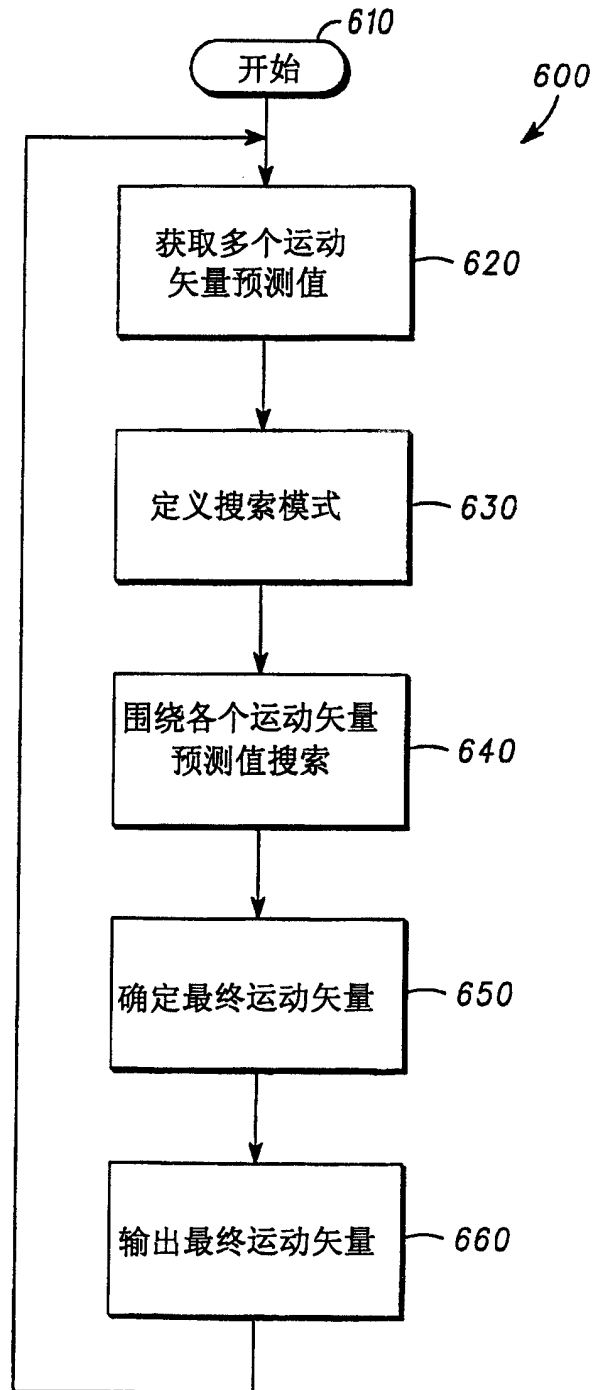 610
开始
600
获取多个运动
矢量预测值
620
定义搜索模式
630
围绕各个运动矢量
预测值搜索
640
确定最终运动矢量
650
输出最终运动矢量
660